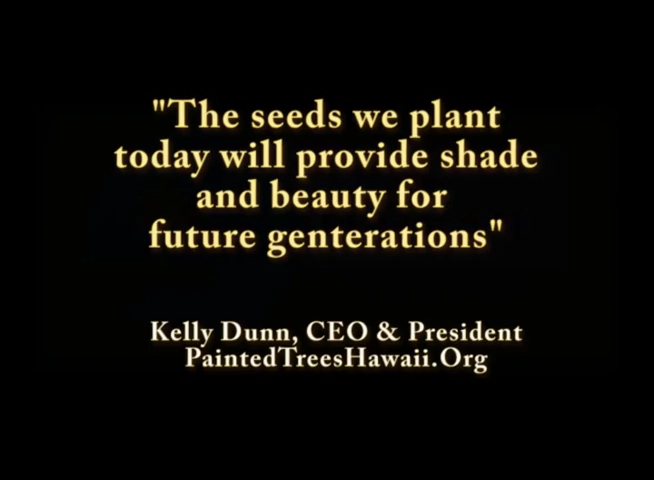 "The seeds we plant
today will provide shade
and beauty for
future genterations"
Kelly Dunn, CEO & President
PaintedTreesHawaii.Org